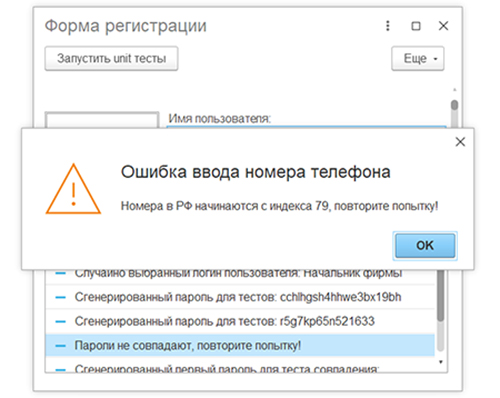 Форма регистрации
Запустить unit тесты
Еще
Имя пользователя:
Ошибка ввода номера телефона
Номера в РФ начинаются с индекса 79, повторите попытку!
OK
Случайно выбранный логин пользователя: Начальник фирмы
Сгенерированный пароль для тестов: cchlhgsh4hhwe3bx19bh
Сгенерированный пароль для тестов: r5g7kp65n521633
Пароли не совпадают, повторите попытку!
Сгенерированный первый пароль для теста совпадения: